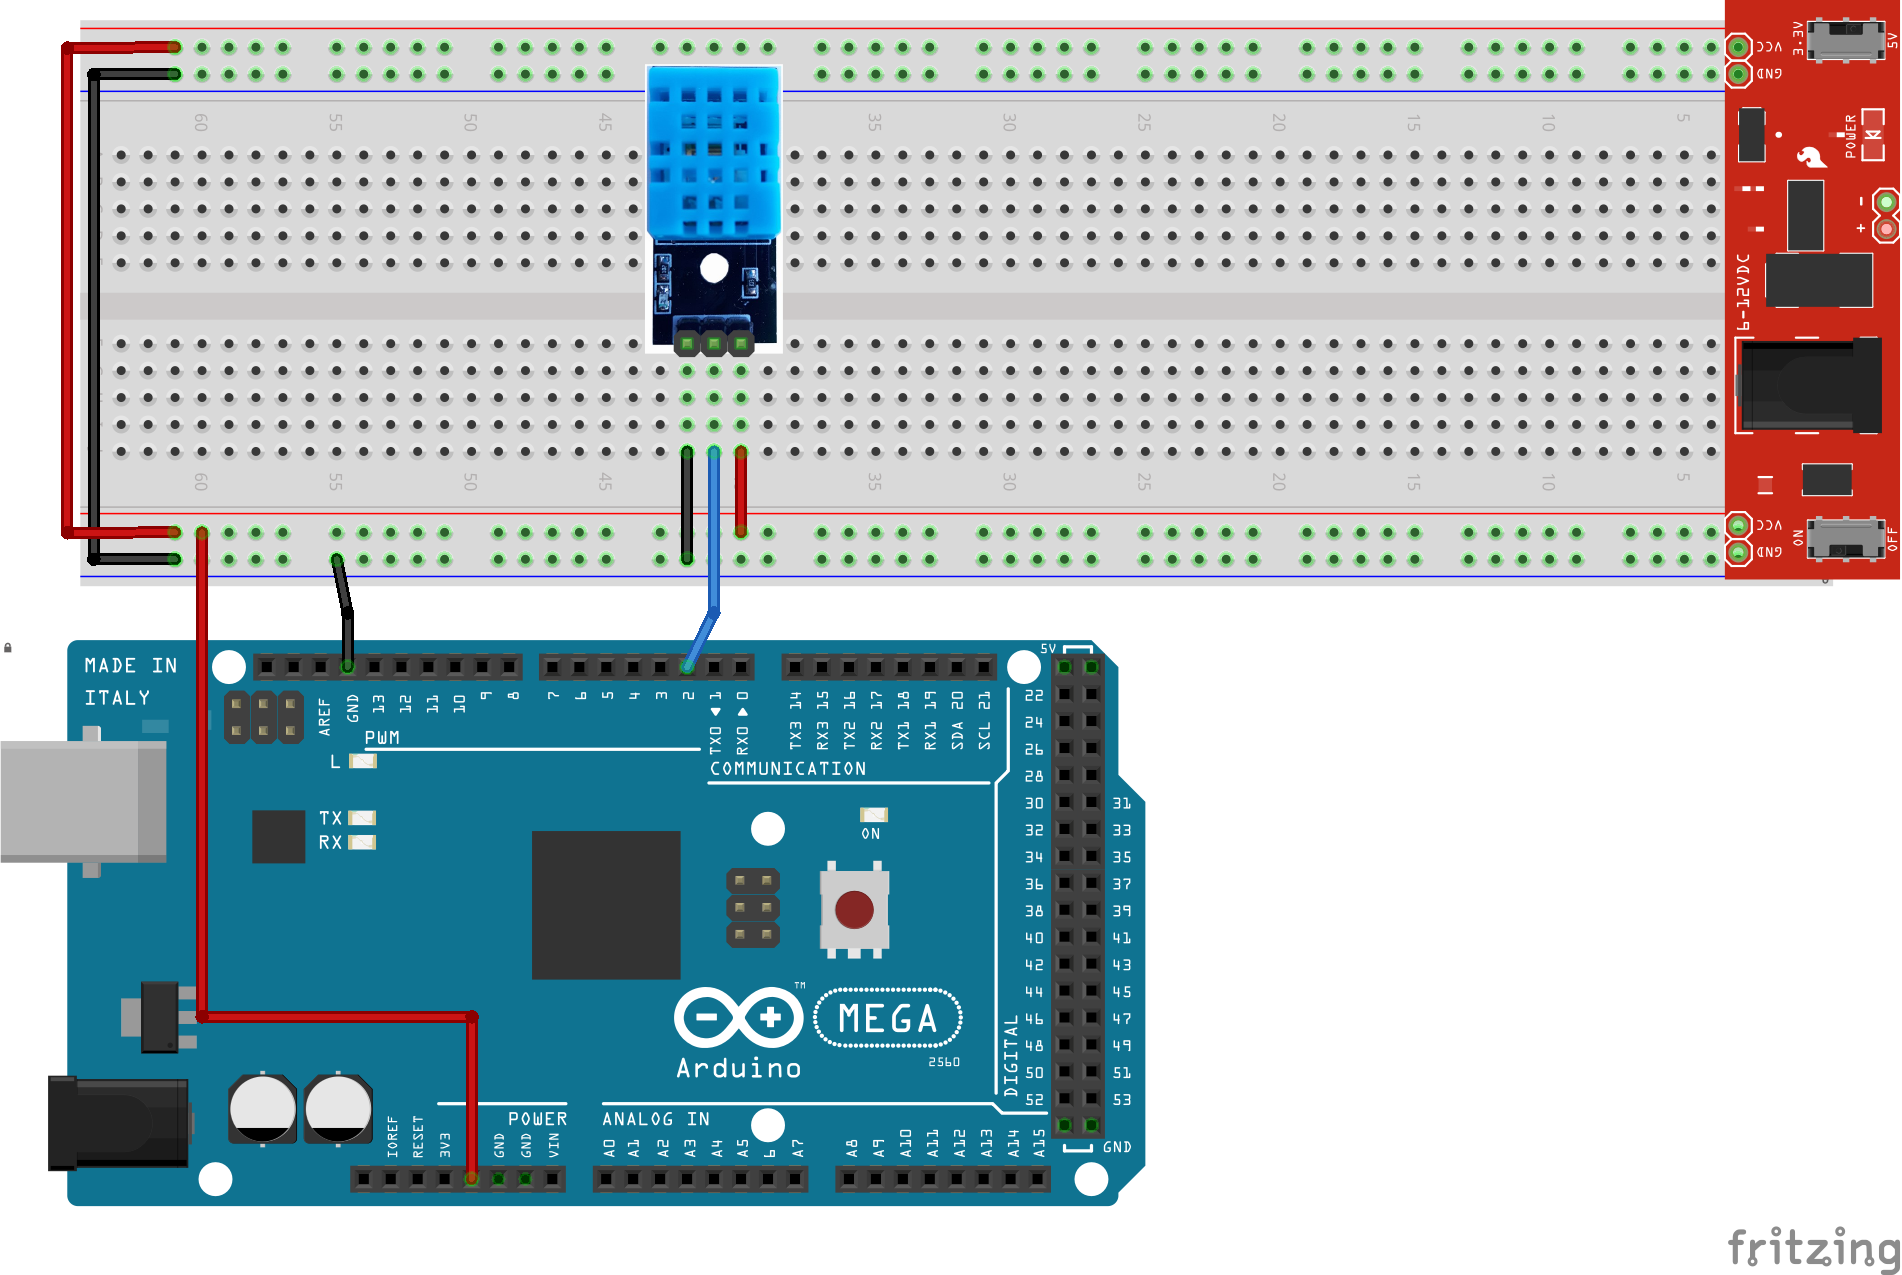 3.3V
5V
VCC
GND
60 55 50 45 35 30 25 20 15 10 5
POWER
-
+
6-12VDC
60 55 50 45 35 30 25 20 15 10 5
VCC
GND
ON
OFF
MADE IN
ITALY
AREF GND 13 12 11 10 9 8 7 6 5 4 3 2 TX0 1 RX0 0 TX3 14 RX3 15 TX2 16 RX2 17 TX1 18 RX1 19 SDA 20 SCL 21
5V
PWM
COMMUNICATION
L
TX
RX
ON
22
24
26
28
30 31
32 33
34 35
36 37
38 39
40 41
42 43
44 45
46 47
48 49
50 51
52 53
GND
DIGITAL
TM
MEGA
2560
Arduino
POWER
ANALOG IN
IOREF RESET 3V3 GND GND VIN A0 A1 A2 A3 A4 A5 6 A7 A8 A9 A10 A11 A12 A13 A14 A15
fritzing